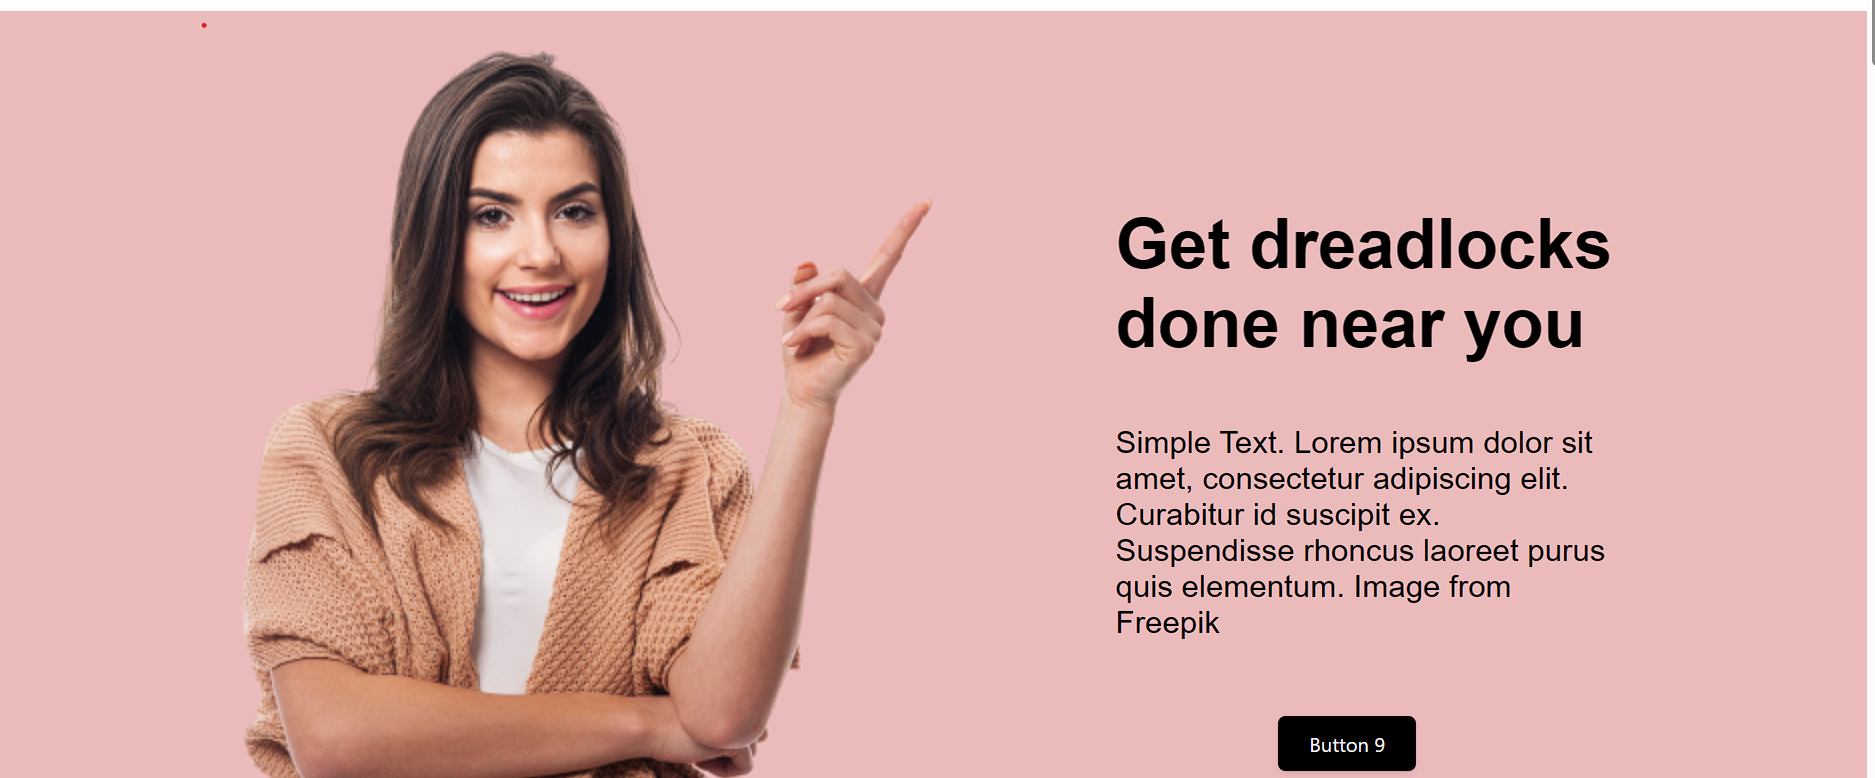 Get dreadlocks
done near you
Simple Text. Lorem ipsum dolor sit
amet, consectetur adipiscing elit.
Curabitur id suscipit ex.
Suspendisse rhoncus laoreet purus
quis elementum. Image from
Freepik
Button 9